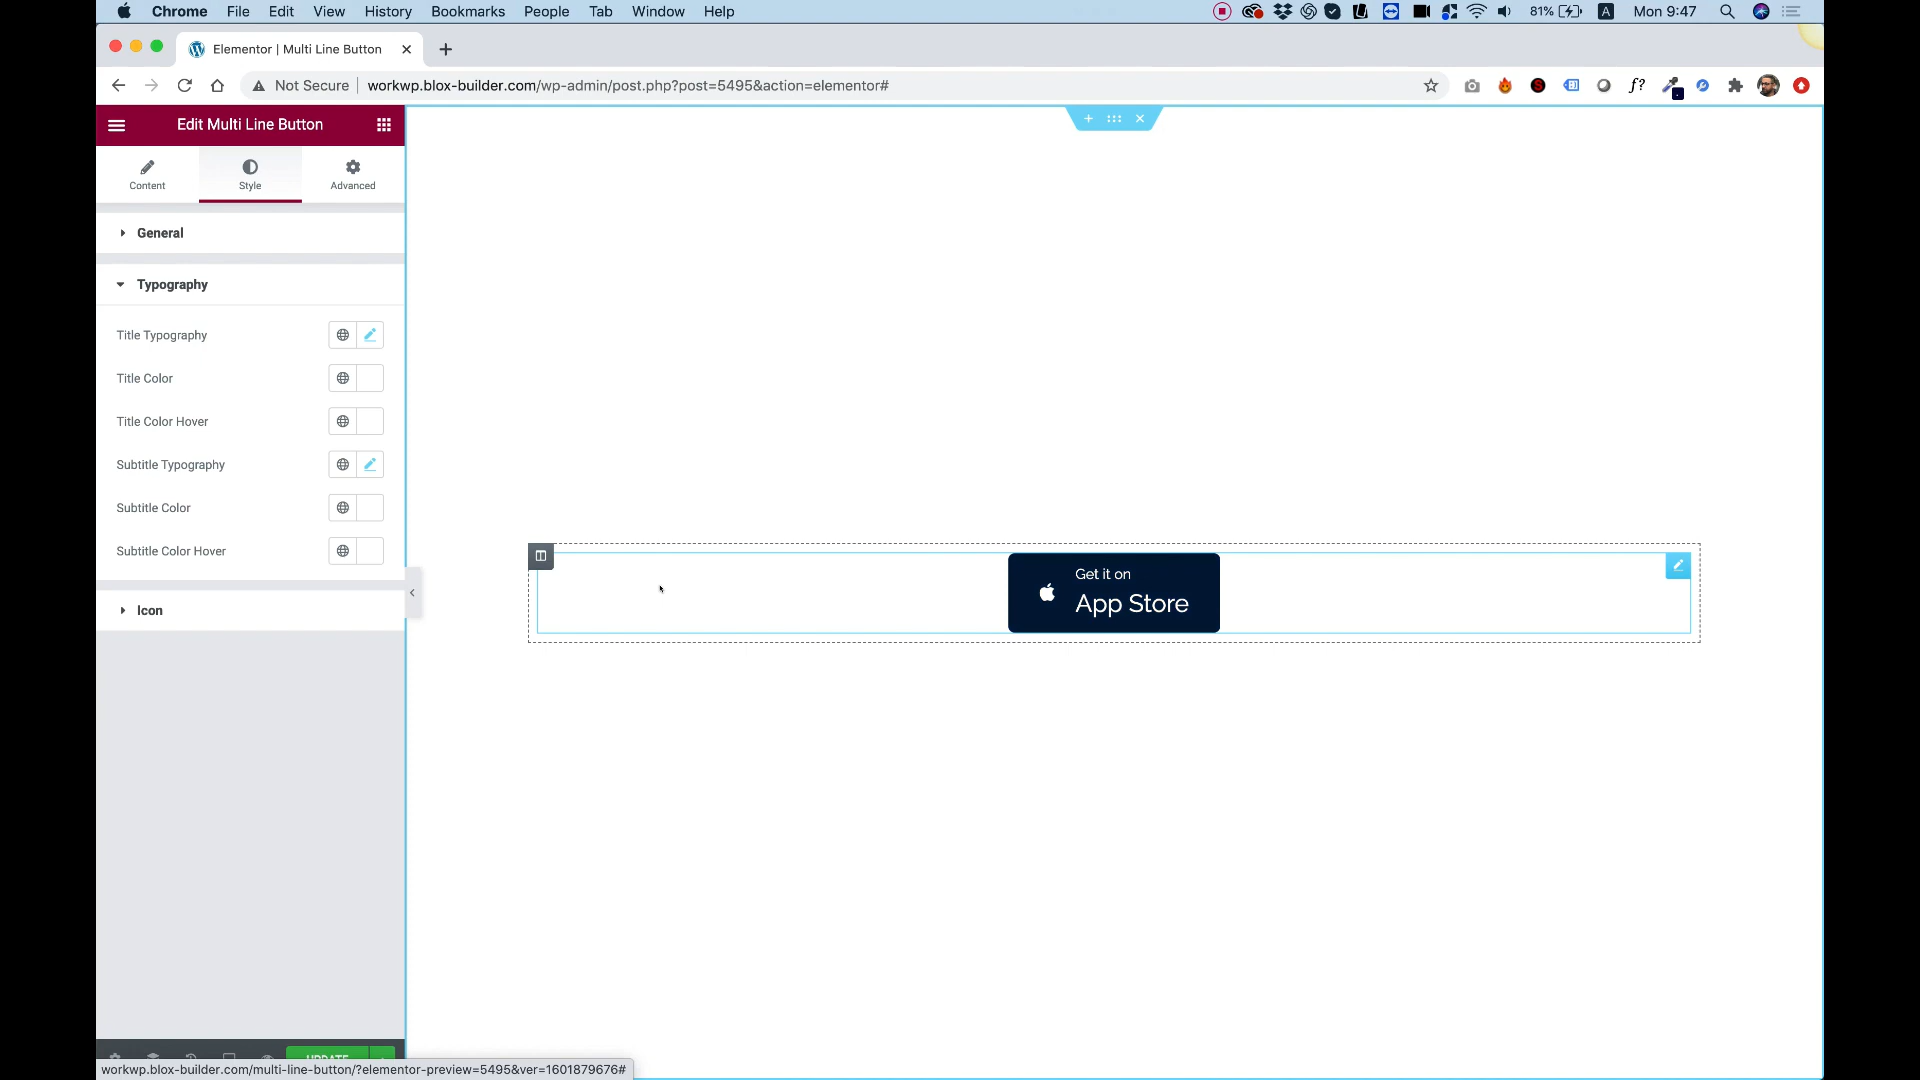 Chrome File Edit View History Bookmarks People Tab Window Help
81% A Mon 9:47
Elementor | Multi Line Button
Not Secure workwp.blox-builder.com/wp-admin/post.php?post=5495&action=elementor#
f?
Edit Multi Line Button
Content Style Advanced
General
Typography
Title Typography
Title Color
Title Color Hover
Subtitle Typography
Subtitle Color
Subtitle Color Hover
Icon
Get it on
App Store
UPDATE
workwp.blox-builder.com/multi-line-button/?elementor-preview=5495&ver=1601879676#